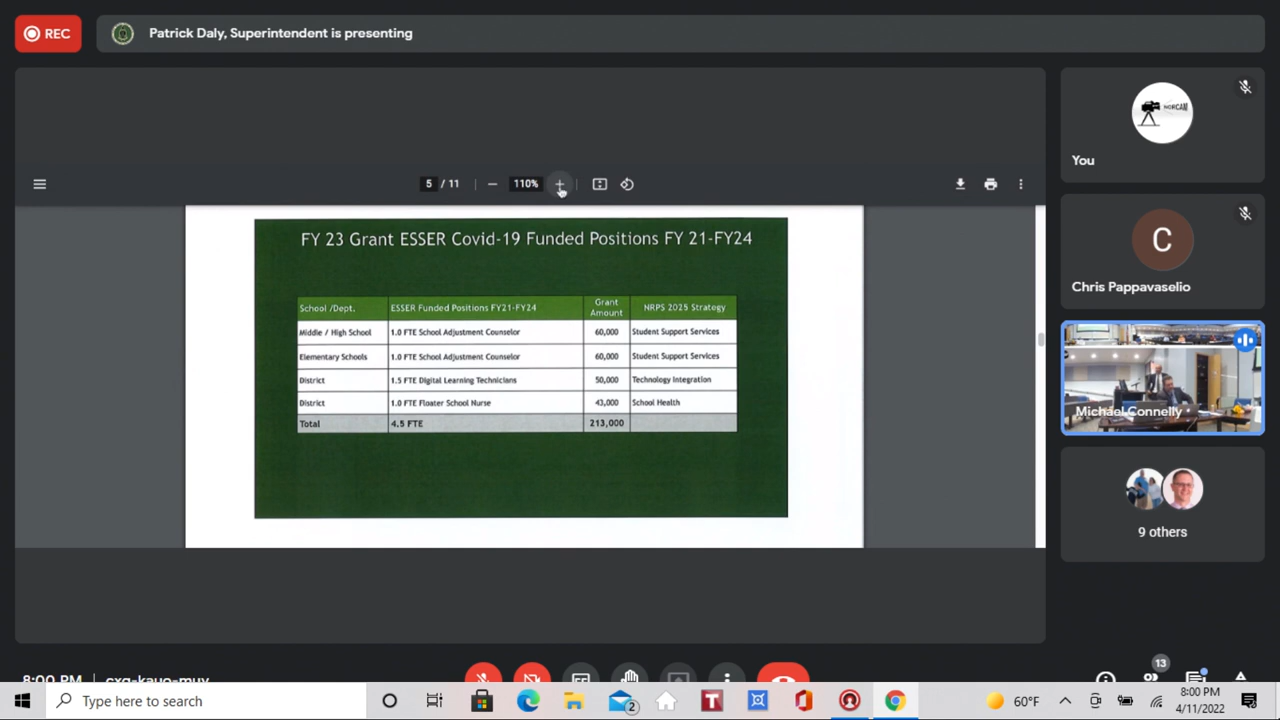 REC
Patrick Daly, Superintendent is presenting
NORCAM
You
5 / 11
110%
C
Chris Pappavaselio
FY 23 Grant ESSER Covid-19 Funded Positions FY 21-FY24
School /Dept. ESSER Funded Positions FY21-FY24 Grant Amount NRPS 2025 Strategy
Middle / High School 1.0 FTE School Adjustment Counselor 60,000 Student Support Services
Elementary Schools 1.0 FTE School Adjustment Counselor 60,000 Student Support Services
District 1.5 FTE Digital Learning Technicians 50,000 Technology Integration
District 1.0 FTE Floater School Nurse 43,000 School Health
Total 4.5 FTE 213,000
Michael Connelly
9 others
8:00 PM
13
Type here to search
2
T
60°F
8:00 PM
4/11/2022